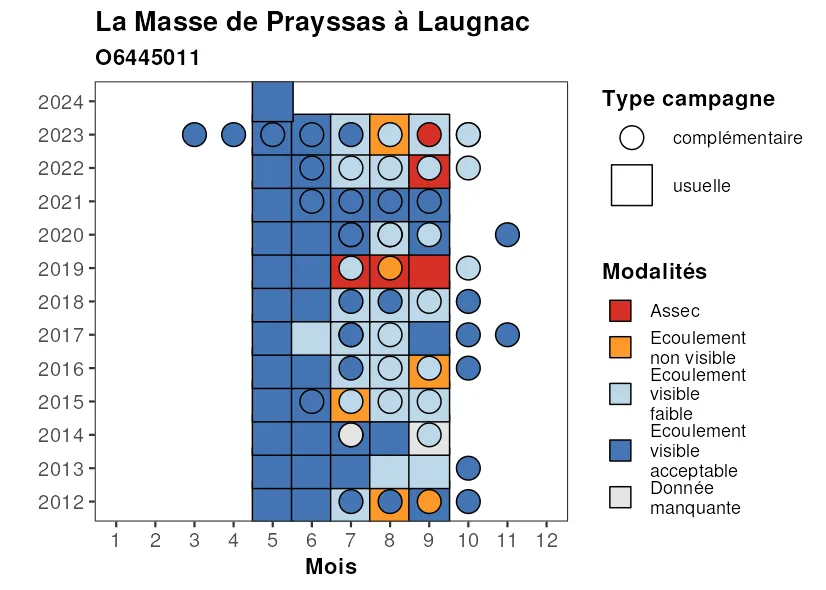 La Masse de Prayssas à Laugnac
O6445011
2024
2023
2022
2021
2020
2019
2018
2017
2016
2015
2014
2013
2012
1 2 3 4 5 6 7 8 9 10 11 12
Mois
Type campagne
complémentaire
usuelle
Modalités
Assec
Ecoulement
non visible
Ecoulement
visible
faible
Ecoulement
visible
acceptable
Donnée
manquante